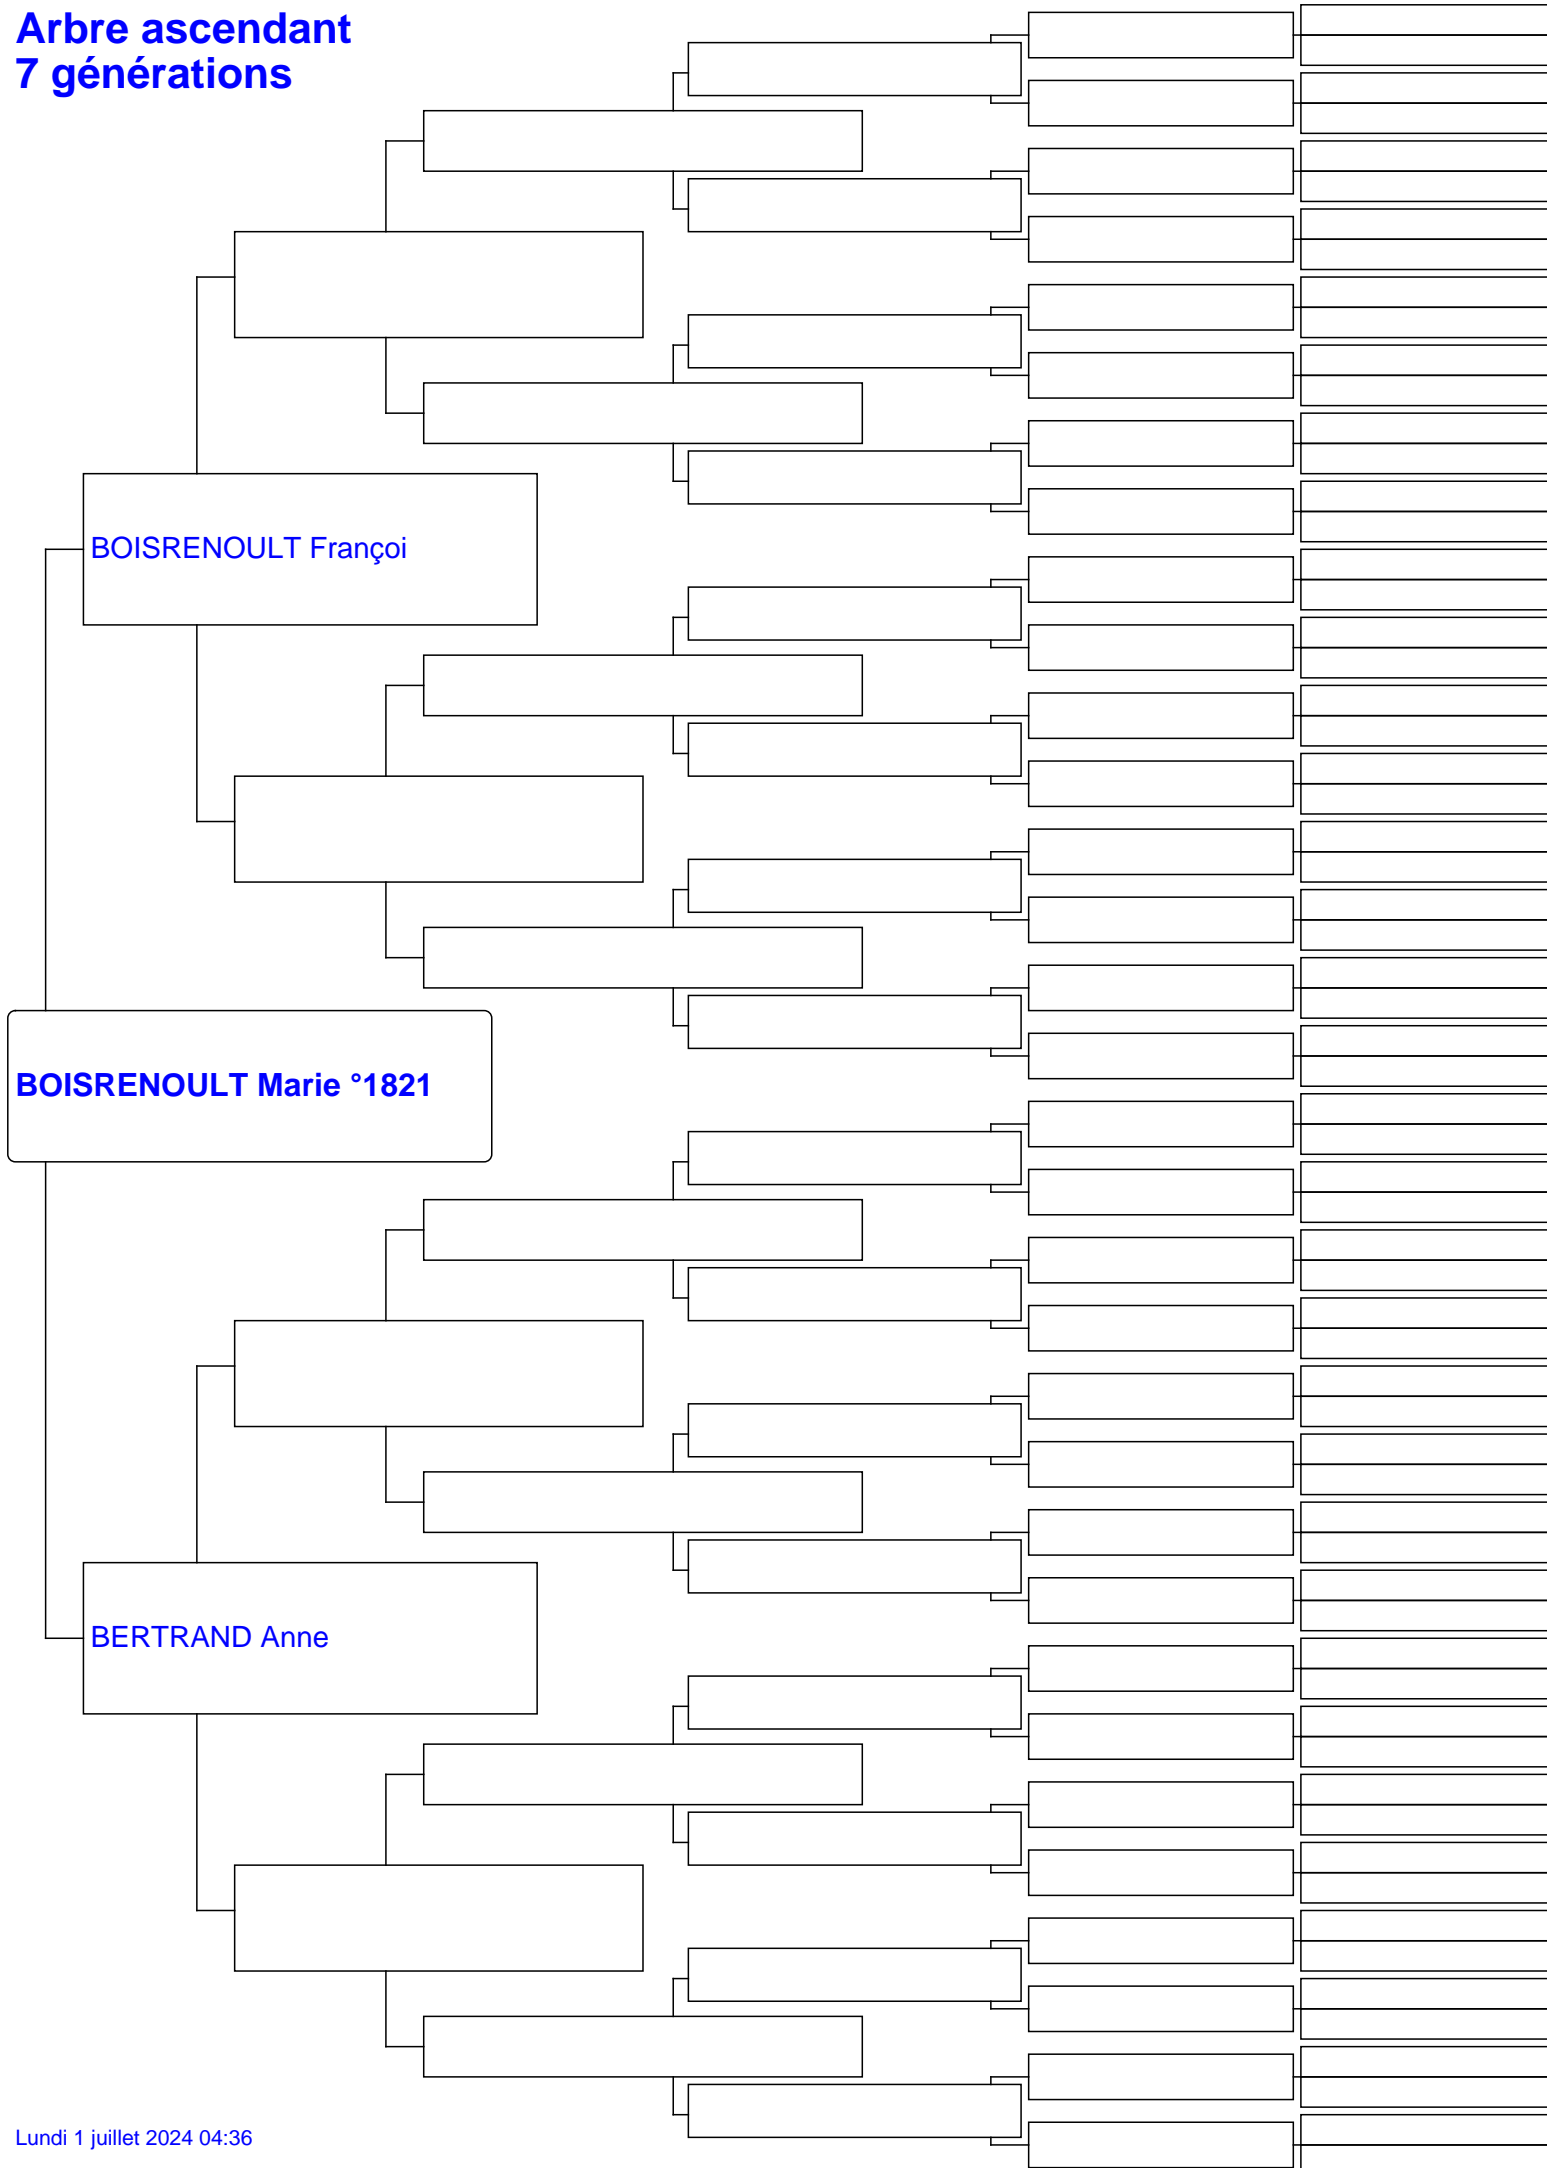 Arbre ascendant
7 générations
BOISRENOULT Françoi
BOISRENOULT Marie °1821
BERTRAND Anne
Lundi 1 juillet 2024 04:36